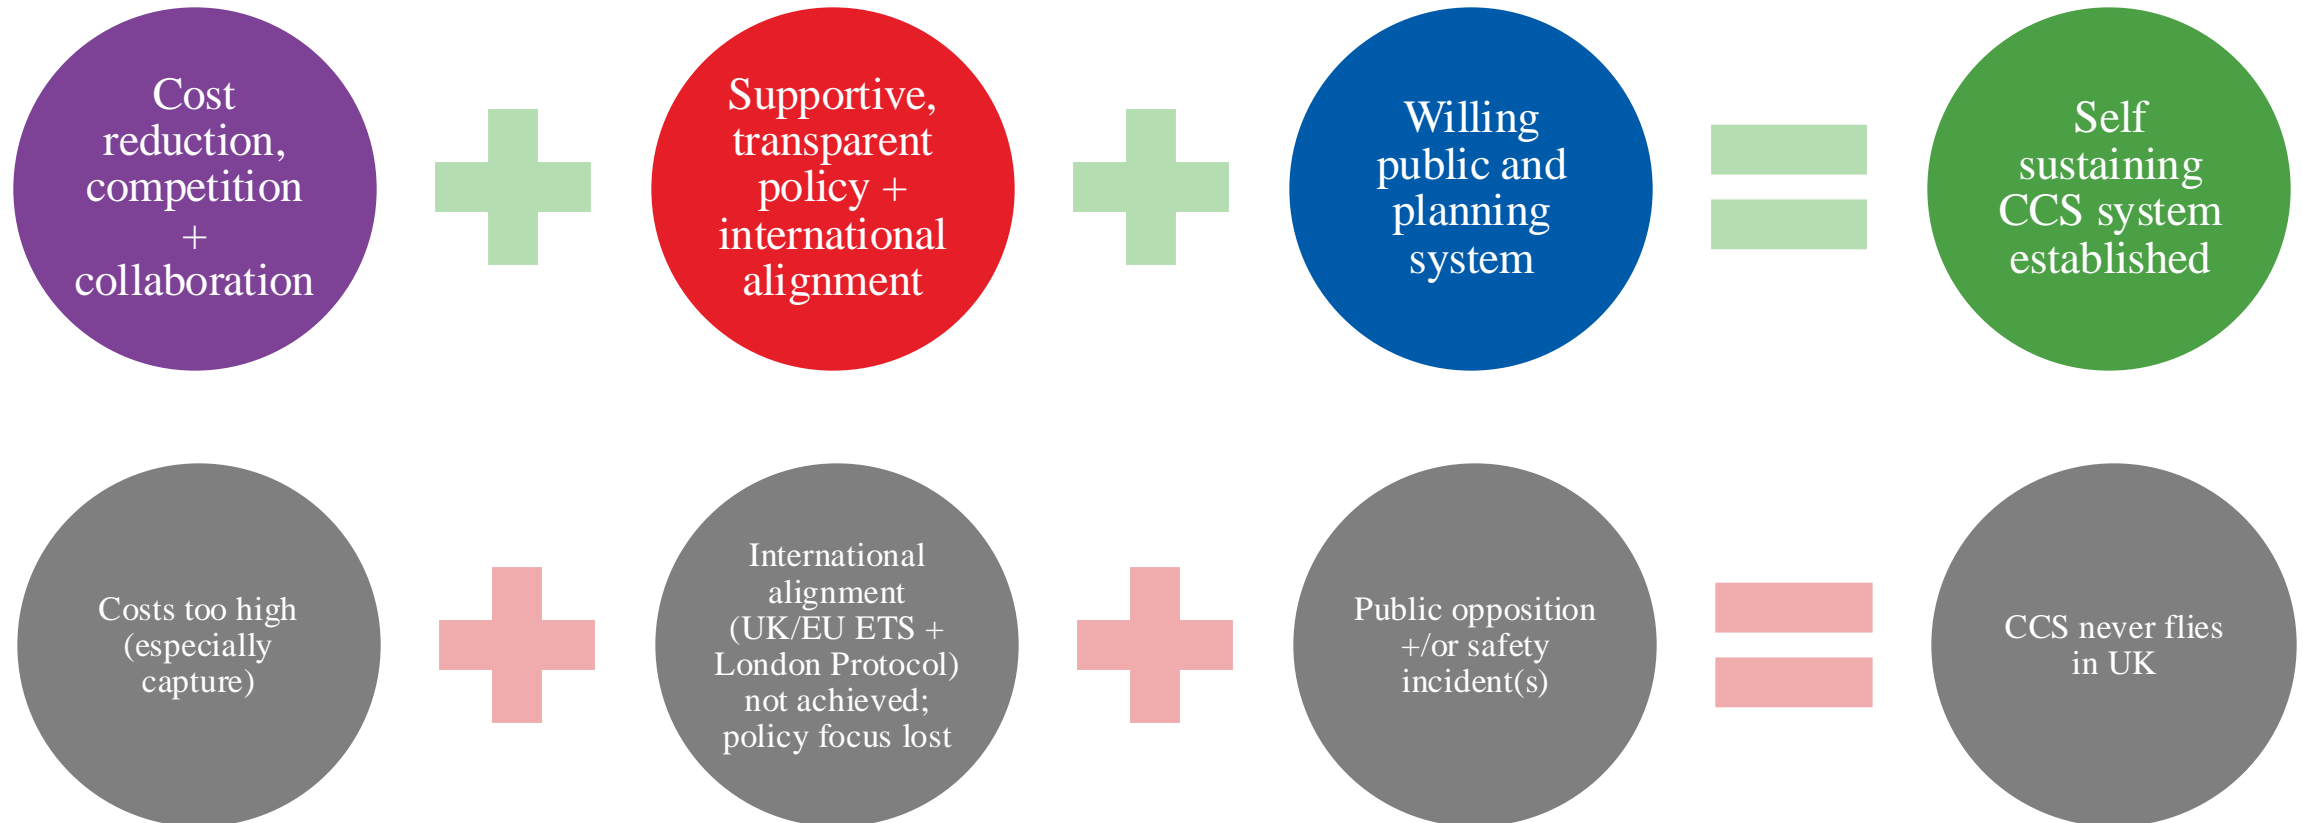 Cost
reduction,
competition
+
collaboration
Supportive,
transparent
policy +
international
alignment
Willing
public and
planning
system
Self
sustaining
CCS system
established
Costs too high
(especially
capture)
International
alignment
(UK/EU ETS +
London Protocol)
not achieved;
policy focus lost
Public opposition
+/or safety
incident(s)
CCS never flies
in UK